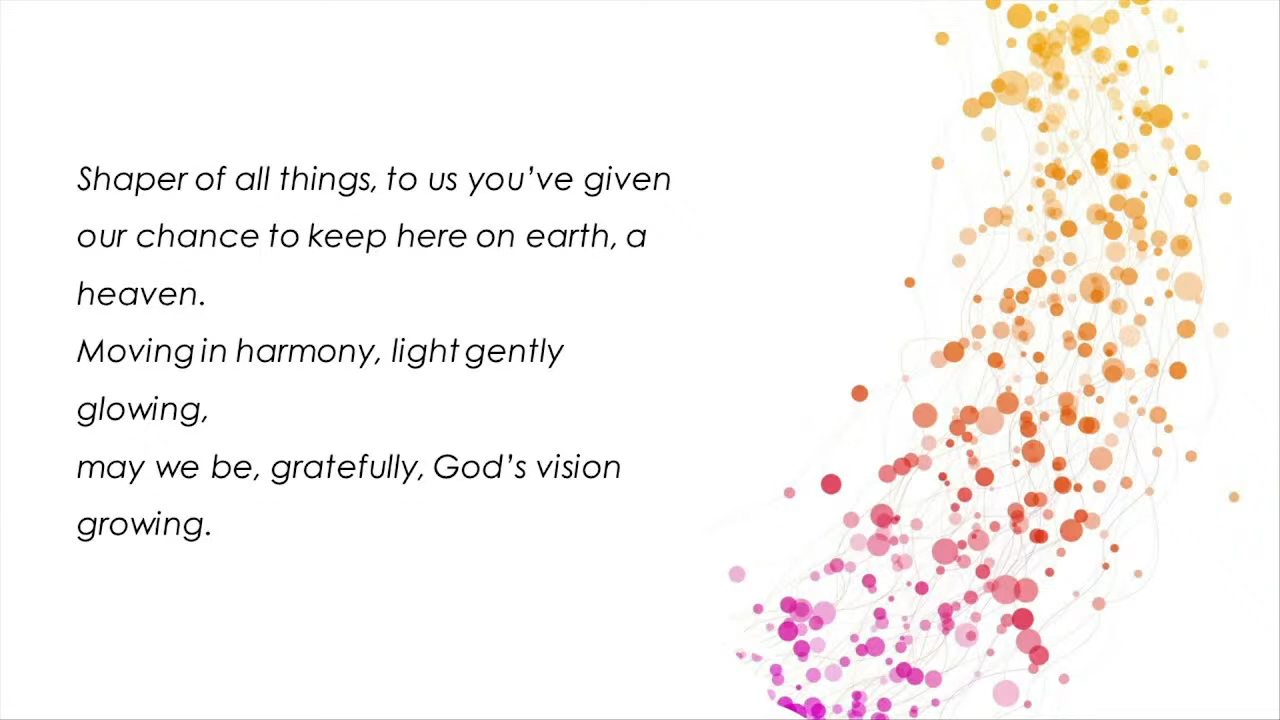 Shaper of all things, to us you’ve given
our chance to keep here on earth, a
heaven.
Moving in harmony, light gently
glowing,
may we be, gratefully, God’s vision
growing.